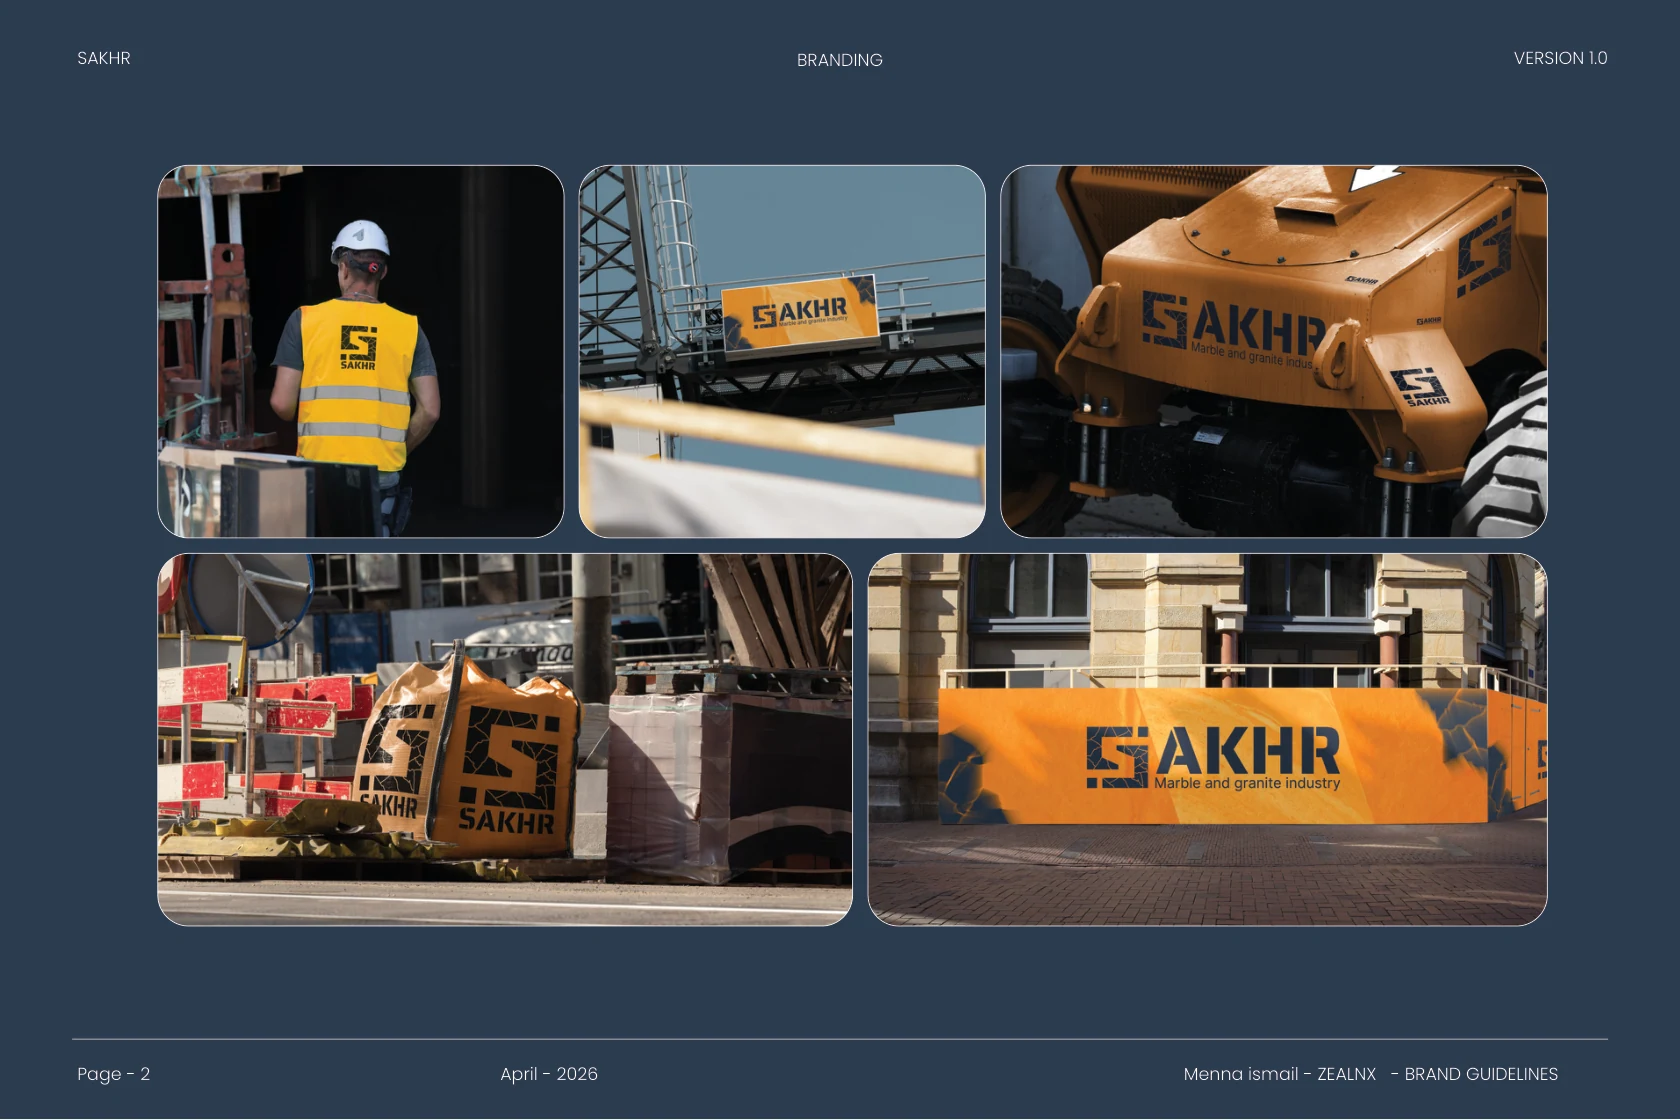 SAKHR
BRANDING
VERSION 1.0
SAKHR
SAKHR
Marble and granite industry
SAKHR
SAKHR
SAKHR
Marble and granite indus
SAKHR
SAKHR
SAKHR
SAKHR
Marble and granite industry
Page - 2
April - 2026
Menna ismail - ZEALNX - BRAND GUIDELINES